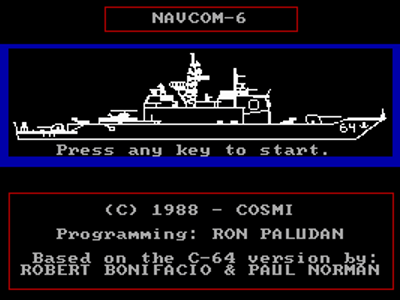 NAVCOM-6
64
Press any key to start.
(C) 1988 - COSMI
Programming: RON PALUDAN
Based on the C-64 version by:
ROBERT BONIFACIO & PAUL NORMAN